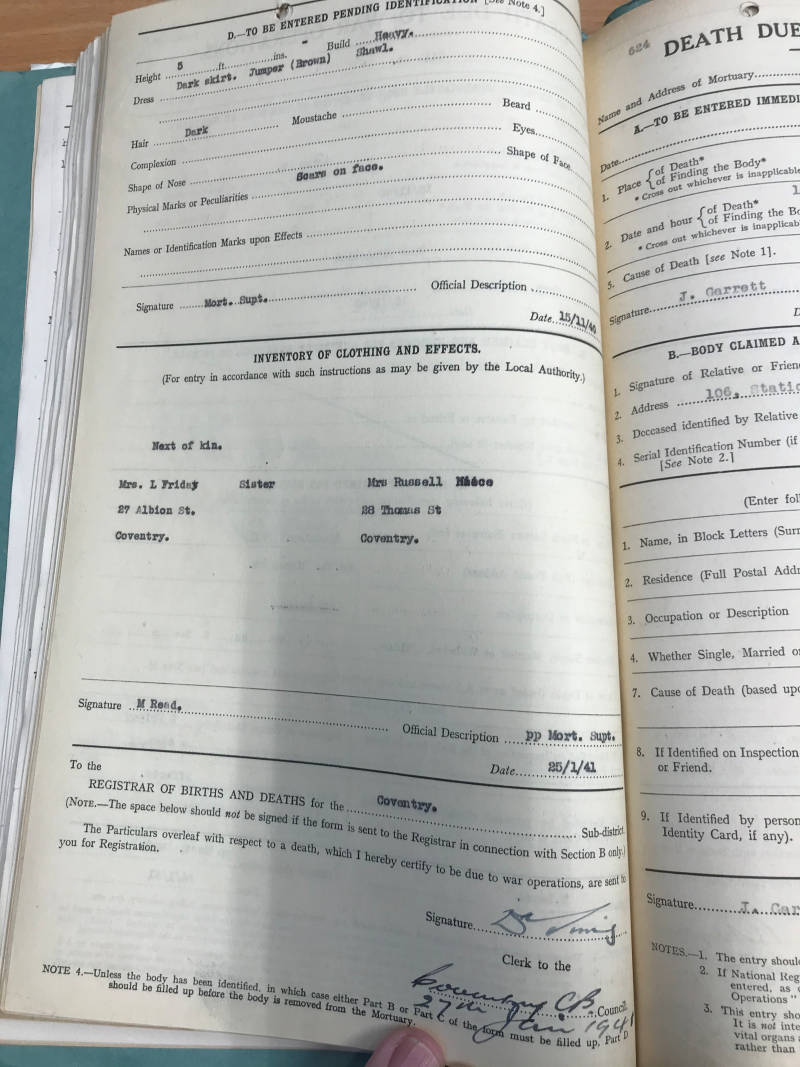 D.—TO BE ENTERED PENDING IDENTIFICATION [See Note 4.]
Height 5 ft. ins. - Build Heavy.
Dress Dark skirt. Jumper (Brown) Shawl.
Hair Dark Moustache Beard
Complexion Eyes
Shape of Nose Shape of Face
Physical Marks or Peculiarities Scars on face.
Names or Identification Marks upon Effects
Signature Mort. Supt. Official Description
Date 15/11/40
INVENTORY OF CLOTHING AND EFFECTS.
(For entry in accordance with such instructions as may be given by the Local Authority.)
Next of kin.
Mrs. L Friday Sister Mrs Russell Niece
27 Albion St. 28 Thomas St
Coventry. Coventry.
Signature M Read. Official Description pp Mort. Supt.
Date 25/1/41
To the
REGISTRAR OF BIRTHS AND DEATHS for the Coventry. Sub-district.
(NOTE.—The space below should not be signed if the form is sent to the Registrar in connection with Section B only.)
The Particulars overleaf with respect to a death, which I hereby certify to be due to war operations, are sent to
you for Registration.
Signature
Clerk to the
Coventry CB Council.
27th Jan 1941
NOTE 4.—Unless the body has been identified, in which case either Part B or Part C of the form must be filled up, Part D
should be filled up before the body is removed from the Mortuary.
624 DEATH DUE
Name and Address of Mortuary
A.—TO BE ENTERED IMMEDI
Date
1. Place {of Death*
of Finding the Body*
* Cross out whichever is inapplicable
2. Date and hour {of Death*
of Finding the Bo
* Cross out whichever is inapplicable
5. Cause of Death [see Note 1].
Signature J. Garrett
B.—BODY CLAIMED A
1. Signature of Relative or Frien
2. Address 106, Static
3. Deceased identified by Relative
4. Serial Identification Number (if
[See Note 2.]
(Enter foll
1. Name, in Block Letters (Surn
2. Residence (Full Postal Addr
3. Occupation or Description
4. Whether Single, Married o
7. Cause of Death (based upo
8. If Identified on Inspection
or Friend.
9. If Identified by person
Identity Card, if any).
Signature J. Gar
NOTES.—1. The entry shoul
2. If National Reg
entered, as
Operations"
3. This entry sho
It is not inte
vital organs a
rather than